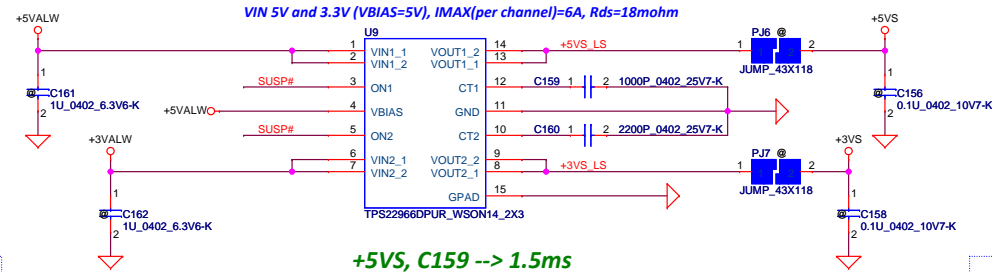 VIN 5V and 3.3V (VBIAS=5V), IMAX(per channel)=6A, Rds=18mohm
+5VALW
U9
+5VS
PJ6 @
1 VIN1_1 VOUT1_2 14 +5VS_LS 1 2
2 VIN1_2 VOUT1_1 13
JUMP_43X118
1
@ C161
1U_0402_6.3V6-K
2
SUSP# 3 ON1 CT1 12 C159 1 2 1000P_0402_25V7-K
1
@ C156
0.1U_0402_10V7-K
2
+5VALW 4 VBIAS GND 11
SUSP# 5 ON2 CT2 10 C160 1 2 2200P_0402_25V7-K
+3VALW
+3VS
6 VIN2_1 VOUT2_2 9
PJ7 @
7 VIN2_2 VOUT2_1 8 +3VS_LS 1 2
JUMP_43X118
GPAD 15
1
@ C162
1U_0402_6.3V6-K
2
1
@ C158
0.1U_0402_10V7-K
2
TPS22966DPUR_WSON14_2X3
+5VS, C159 --> 1.5ms